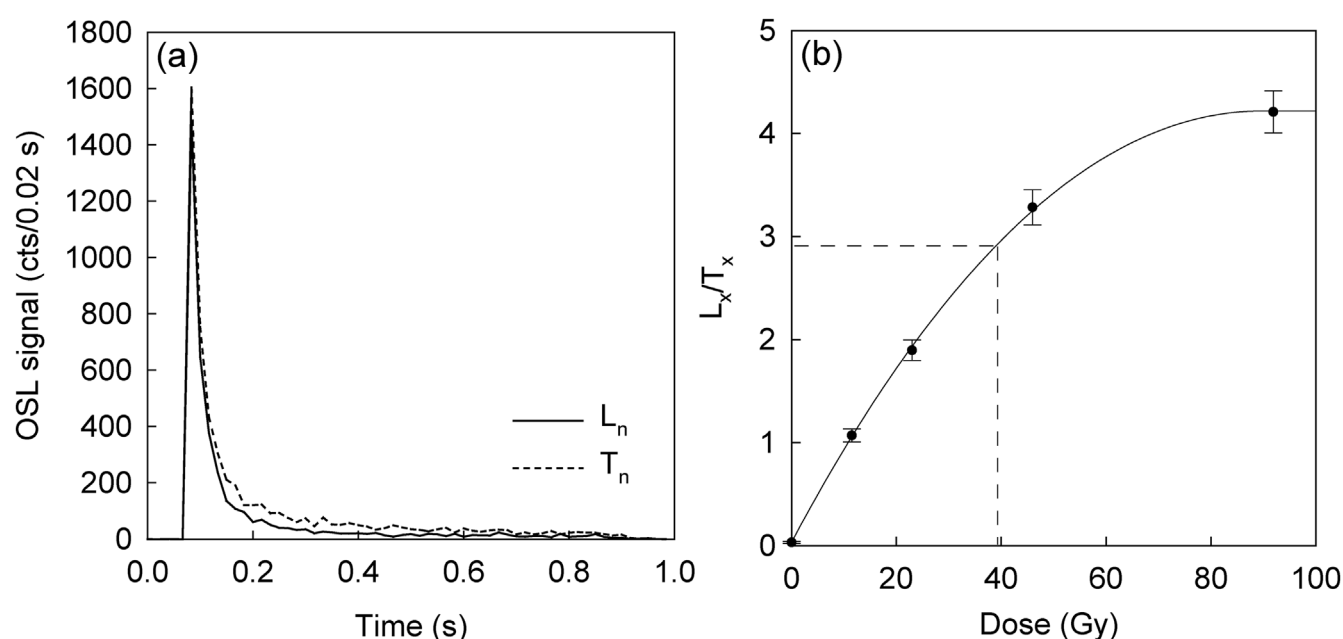 (a)
OSL signal (cts/0.02 s)
1800
1600
1400
1200
1000
800
600
400
200
0
0.0 0.2 0.4 0.6 0.8 1.0
Time (s)
Lₙ
Tₙ
(b)
Lₓ/Tₓ
5
4
3
2
1
0
0 20 40 60 80 100
Dose (Gy)